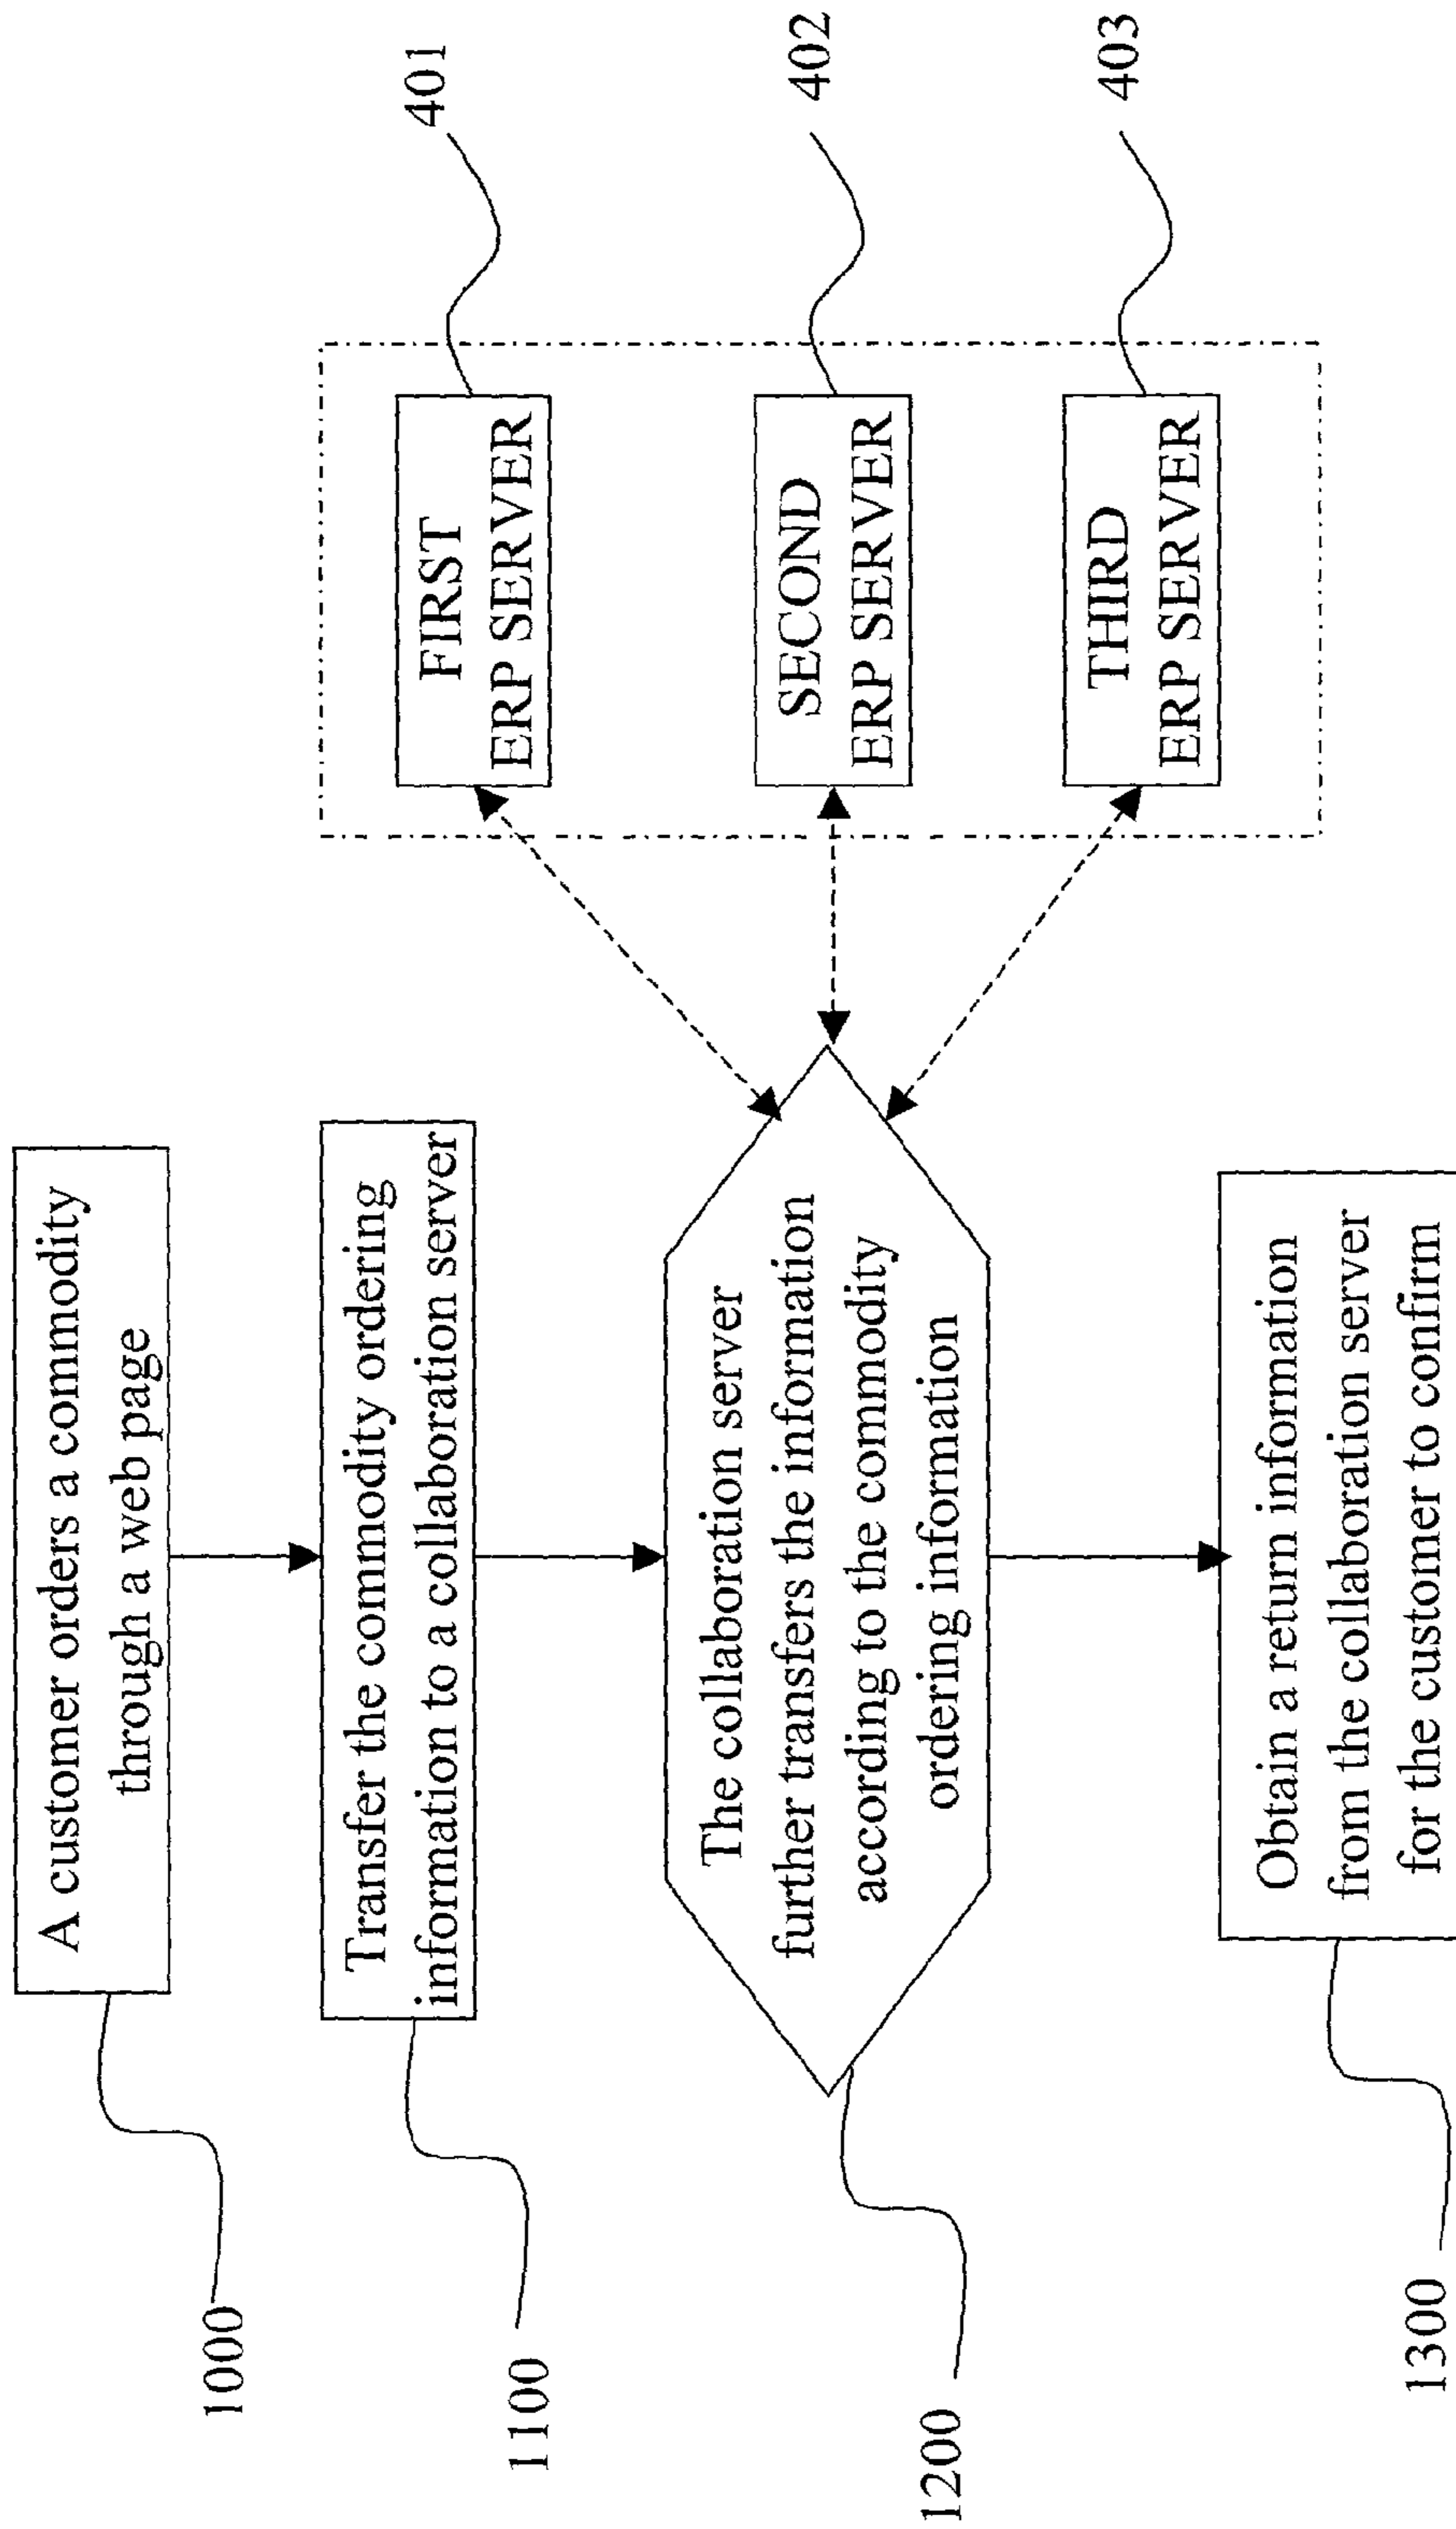 A customer orders a commodity
through a web page
1000
Transfer the commodity ordering
information to a collaboration server
1100
The collaboration server
further transfers the information
according to the commodity
ordering information
1200
FIRST
ERP SERVER
401
SECOND
ERP SERVER
402
THIRD
ERP SERVER
403
Obtain a return information
from the collaboration server
for the customer to confirm
1300